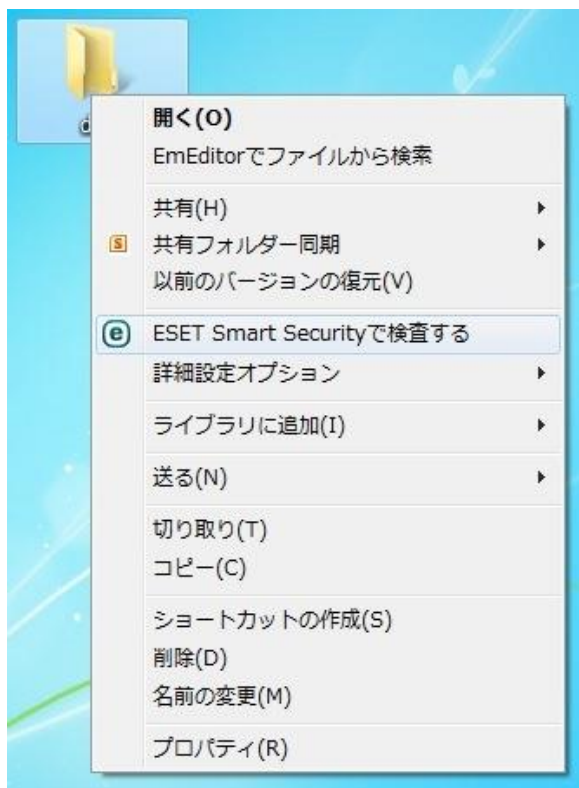 開く(O)
EmEditorでファイルから検索
共有(H)
共有フォルダー同期
以前のバージョンの復元(V)
ESET Smart Securityで検査する
詳細設定オプション
ライブラリに追加(I)
送る(N)
切り取り(T)
コピー(C)
ショートカットの作成(S)
削除(D)
名前の変更(M)
プロパティ(R)